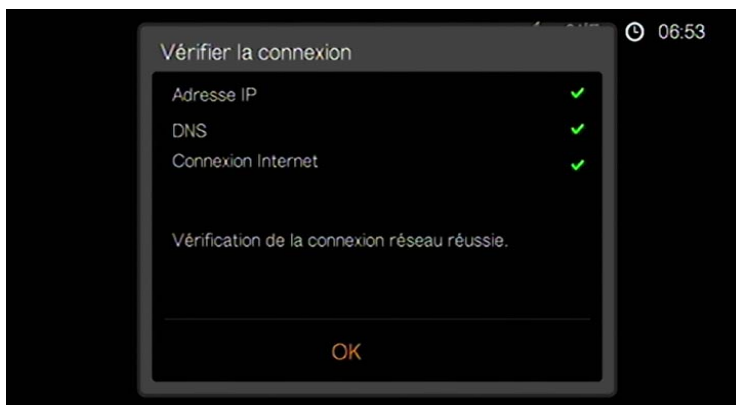 06:53
Vérifier la connexion
Adresse IP
DNS
Connexion Internet
Vérification de la connexion réseau réussie.
OK